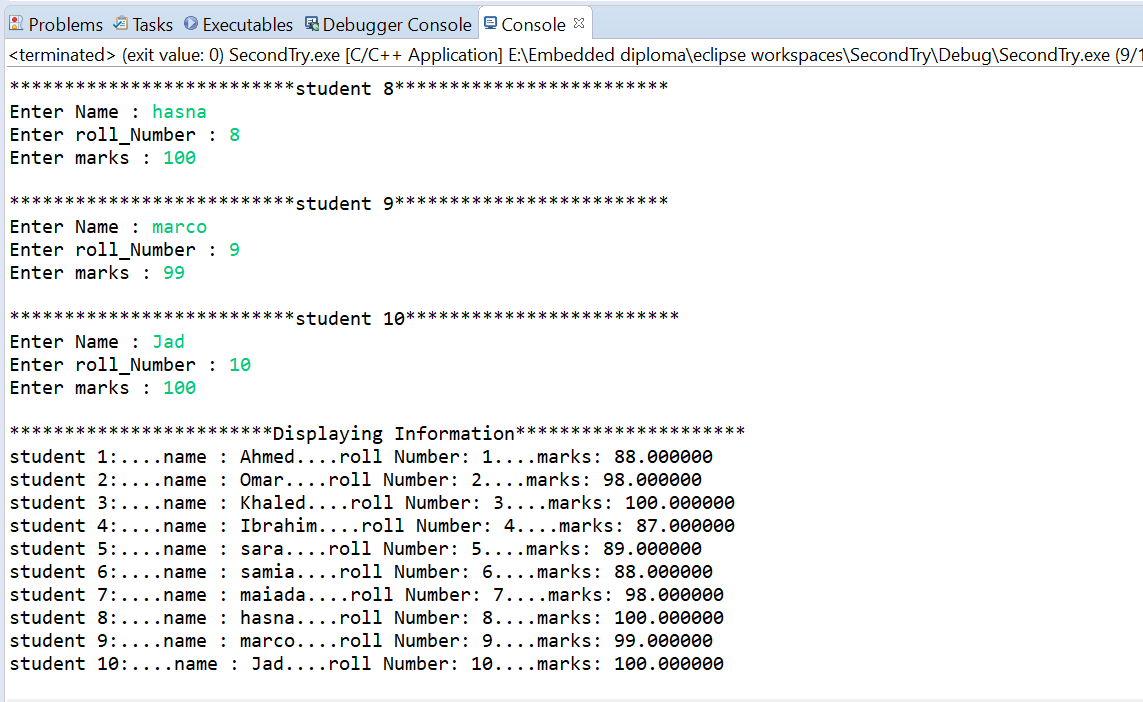 Problems Tasks Executables Debugger Console Console
<terminated> (exit value: 0) SecondTry.exe [C/C++ Application] E:\Embedded diploma\eclipse workspaces\SecondTry\Debug\SecondTry.exe (9/1
**************************student 8*************************
Enter Name : hasna
Enter roll_Number : 8
Enter marks : 100
**************************student 9*************************
Enter Name : marco
Enter roll_Number : 9
Enter marks : 99
**************************student 10*************************
Enter Name : Jad
Enter roll_Number : 10
Enter marks : 100
************************Displaying Information*********************
student 1:....name : Ahmed....roll Number: 1....marks: 88.000000
student 2:....name : Omar....roll Number: 2....marks: 98.000000
student 3:....name : Khaled....roll Number: 3....marks: 100.000000
student 4:....name : Ibrahim....roll Number: 4....marks: 87.000000
student 5:....name : sara....roll Number: 5....marks: 89.000000
student 6:....name : samia....roll Number: 6....marks: 88.000000
student 7:....name : maiada....roll Number: 7....marks: 98.000000
student 8:....name : hasna....roll Number: 8....marks: 100.000000
student 9:....name : marco....roll Number: 9....marks: 99.000000
student 10:....name : Jad....roll Number: 10....marks: 100.000000